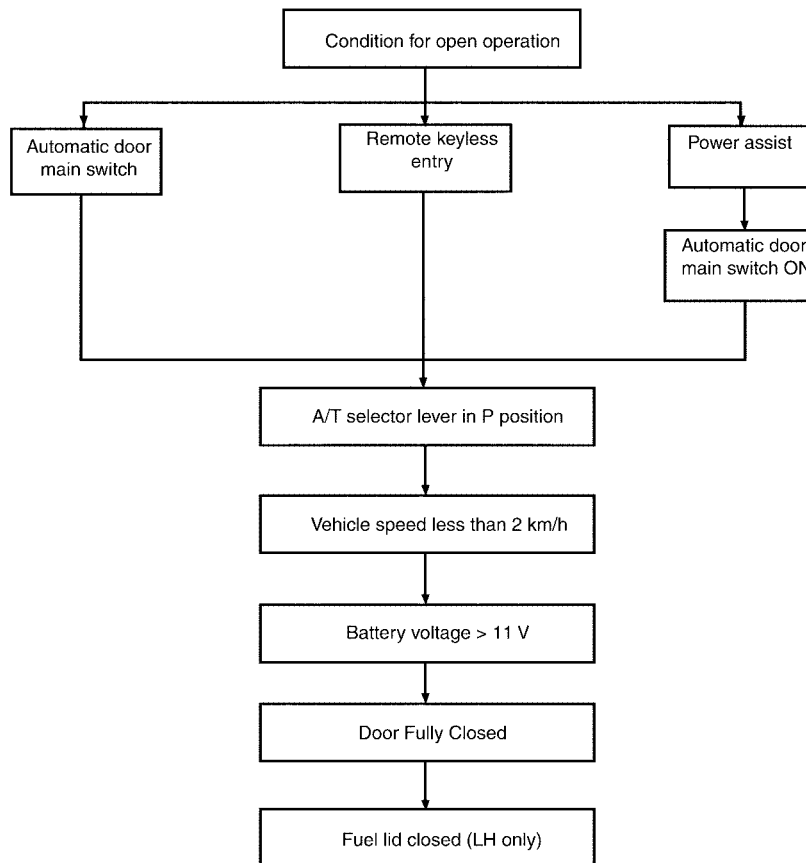 Condition for open operation
Automatic door
main switch
Remote keyless
entry
Power assist
Automatic door
main switch ON
A/T selector lever in P position
Vehicle speed less than 2 km/h
Battery voltage > 11 V
Door Fully Closed
Fuel lid closed (LH only)